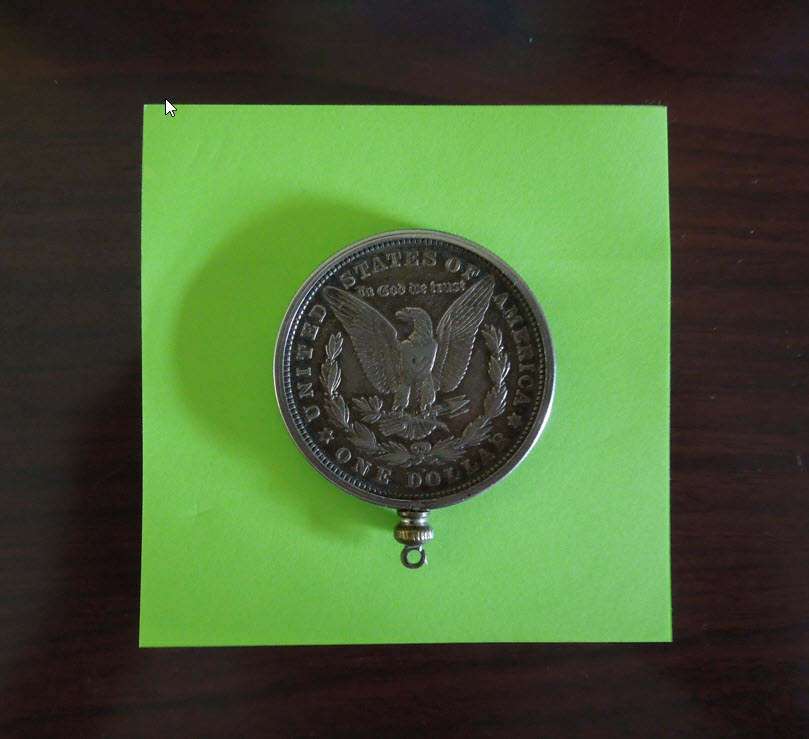 UNITED STATES OF AMERICA
In God we trust
ONE DOLLAR